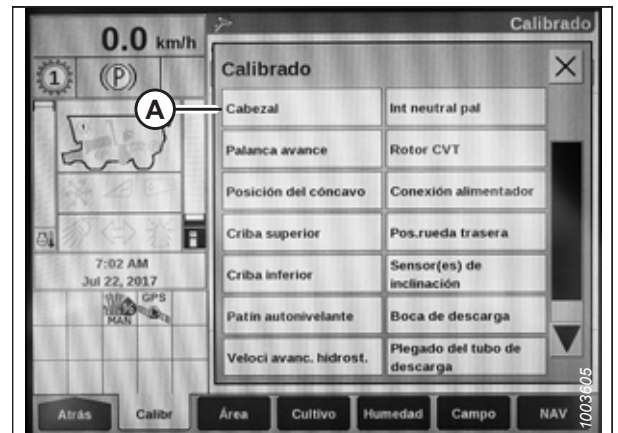 0.0 km/h
Calibrado
1
(P)
Calibrado
A
Cabezal
Int neutral pal
Palanca avance
Rotor CVT
Posición del cóncavo
Conexión alimentador
Criba superior
Pos.rueda trasera
Criba inferior
Sensor(es) de
inclinación
Patín autonivelante
Boca de descarga
Veloci avanc. hidrost.
Plegado del tubo de
descarga
7:02 AM
Jul 22, 2017
GPS
MAN
Atrás
Calibr
Área
Cultivo
Humedad
Campo
NAV
1003605